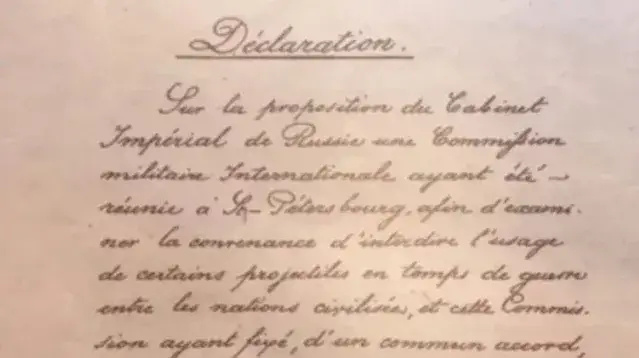 Déclaration.
Sur la proposition du Cabinet
Impérial de Russie une Commission
militaire Internationale ayant été
réunie à St-Pétersbourg, afin d'exami-
ner la convenance d'interdire l'usage
de certains projectiles en temps de guerre
entre les nations civilisées, et cette Commis-
sion ayant fixé, d'un commun accord,